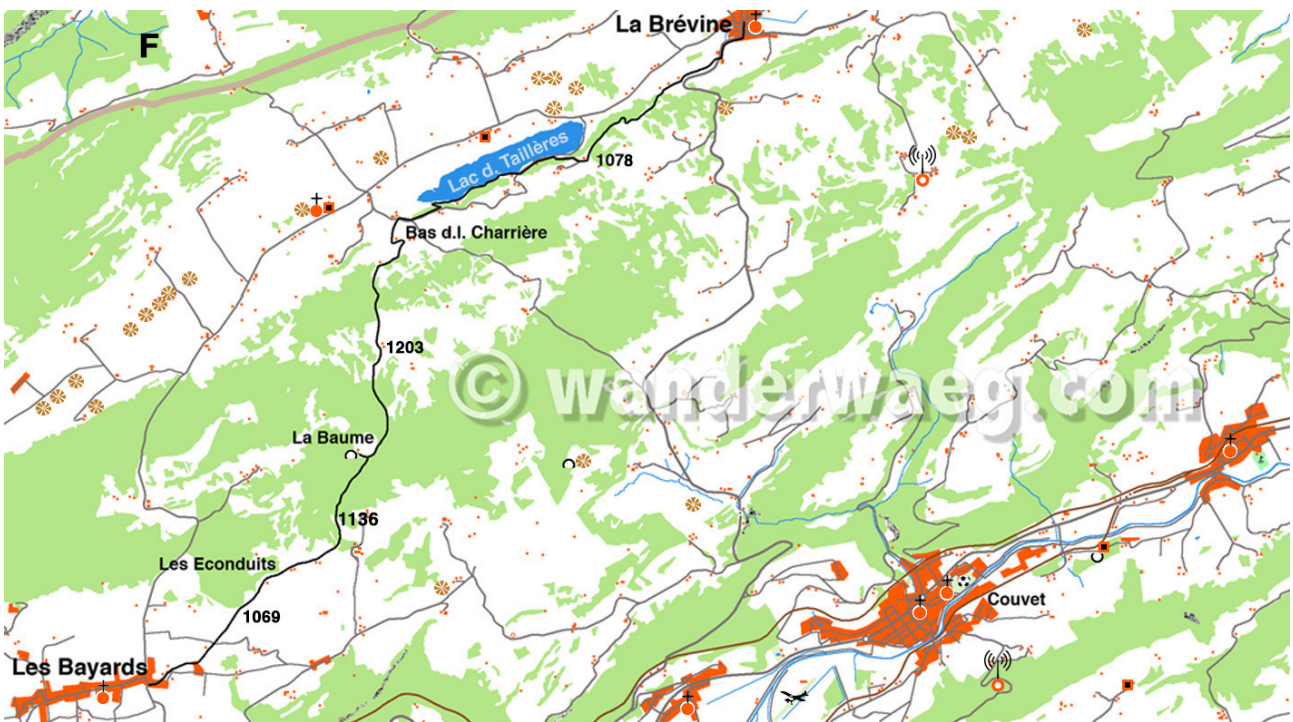 La Brévine
F
Lac d. Taillères
1078
Bas d.l. Charrière
1203
© wanderwaeg.com
La Baume
1136
Les Econduits
Couvet
1069
Les Bayards